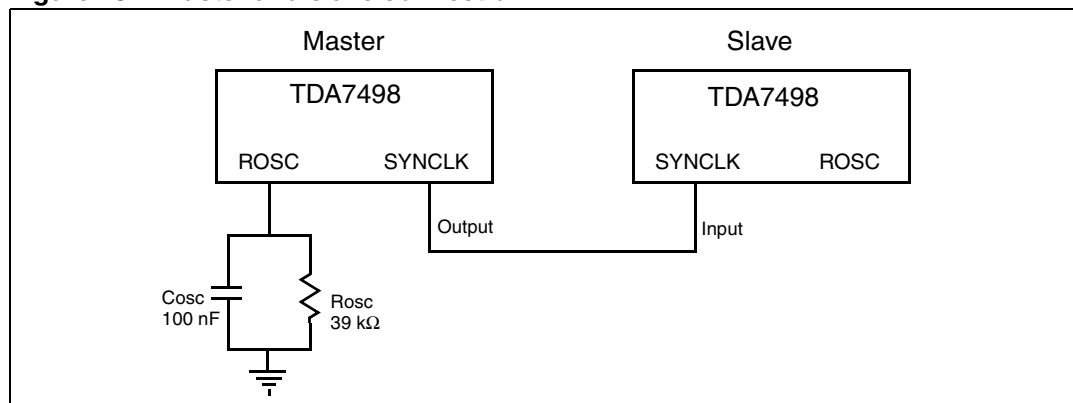 Master
Slave
TDA7498
TDA7498
ROSC
SYNCLK
SYNCLK
ROSC
Output
Input
Cosc
100 nF
Rosc
39 kΩ